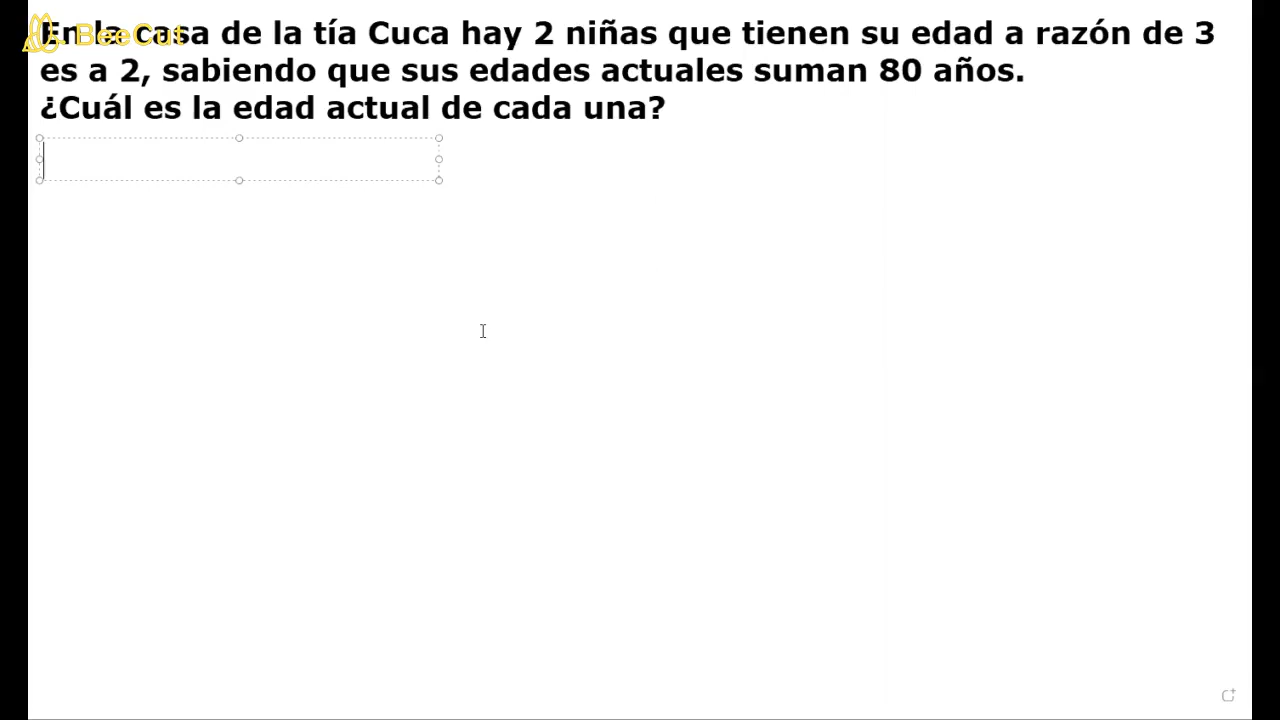 En la casa de la tía Cuca hay 2 niñas que tienen su edad a razón de 3
es a 2, sabiendo que sus edades actuales suman 80 años.
¿Cuál es la edad actual de cada una?
BeeCut